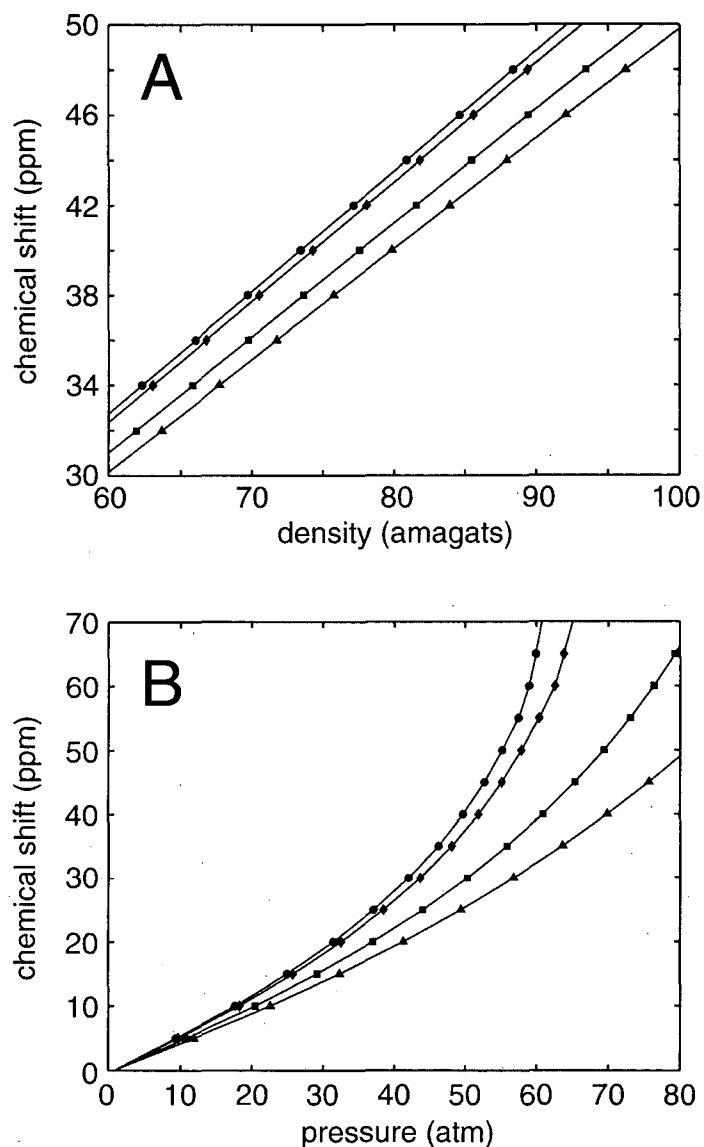 A
50
46
42
38
34
30
chemical shift (ppm)
60 70 80 90 100
density (amagats)
B
70
60
50
40
30
20
10
0
chemical shift (ppm)
0 10 20 30 40 50 60 70 80
pressure (atm)